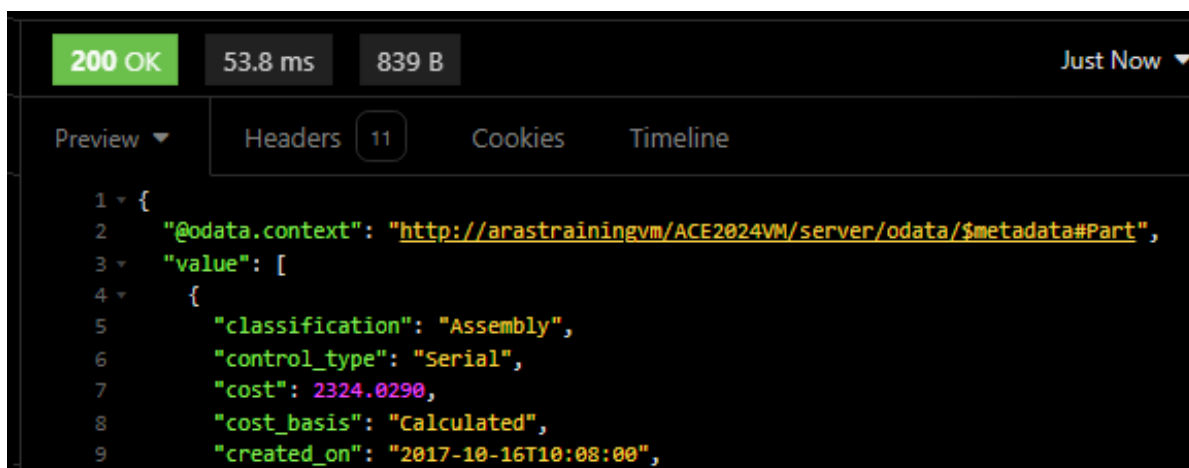 200 OK 53.8 ms 839 B Just Now
Preview Headers 11 Cookies Timeline
1 {
2 "@odata.context": "http://arastrainingvm/ACE2024VM/server/odata/$metadata#Part",
3 "value": [
4 {
5 "classification": "Assembly",
6 "control_type": "Serial",
7 "cost": 2324.0290,
8 "cost_basis": "Calculated",
9 "created_on": "2017-10-16T10:08:00",